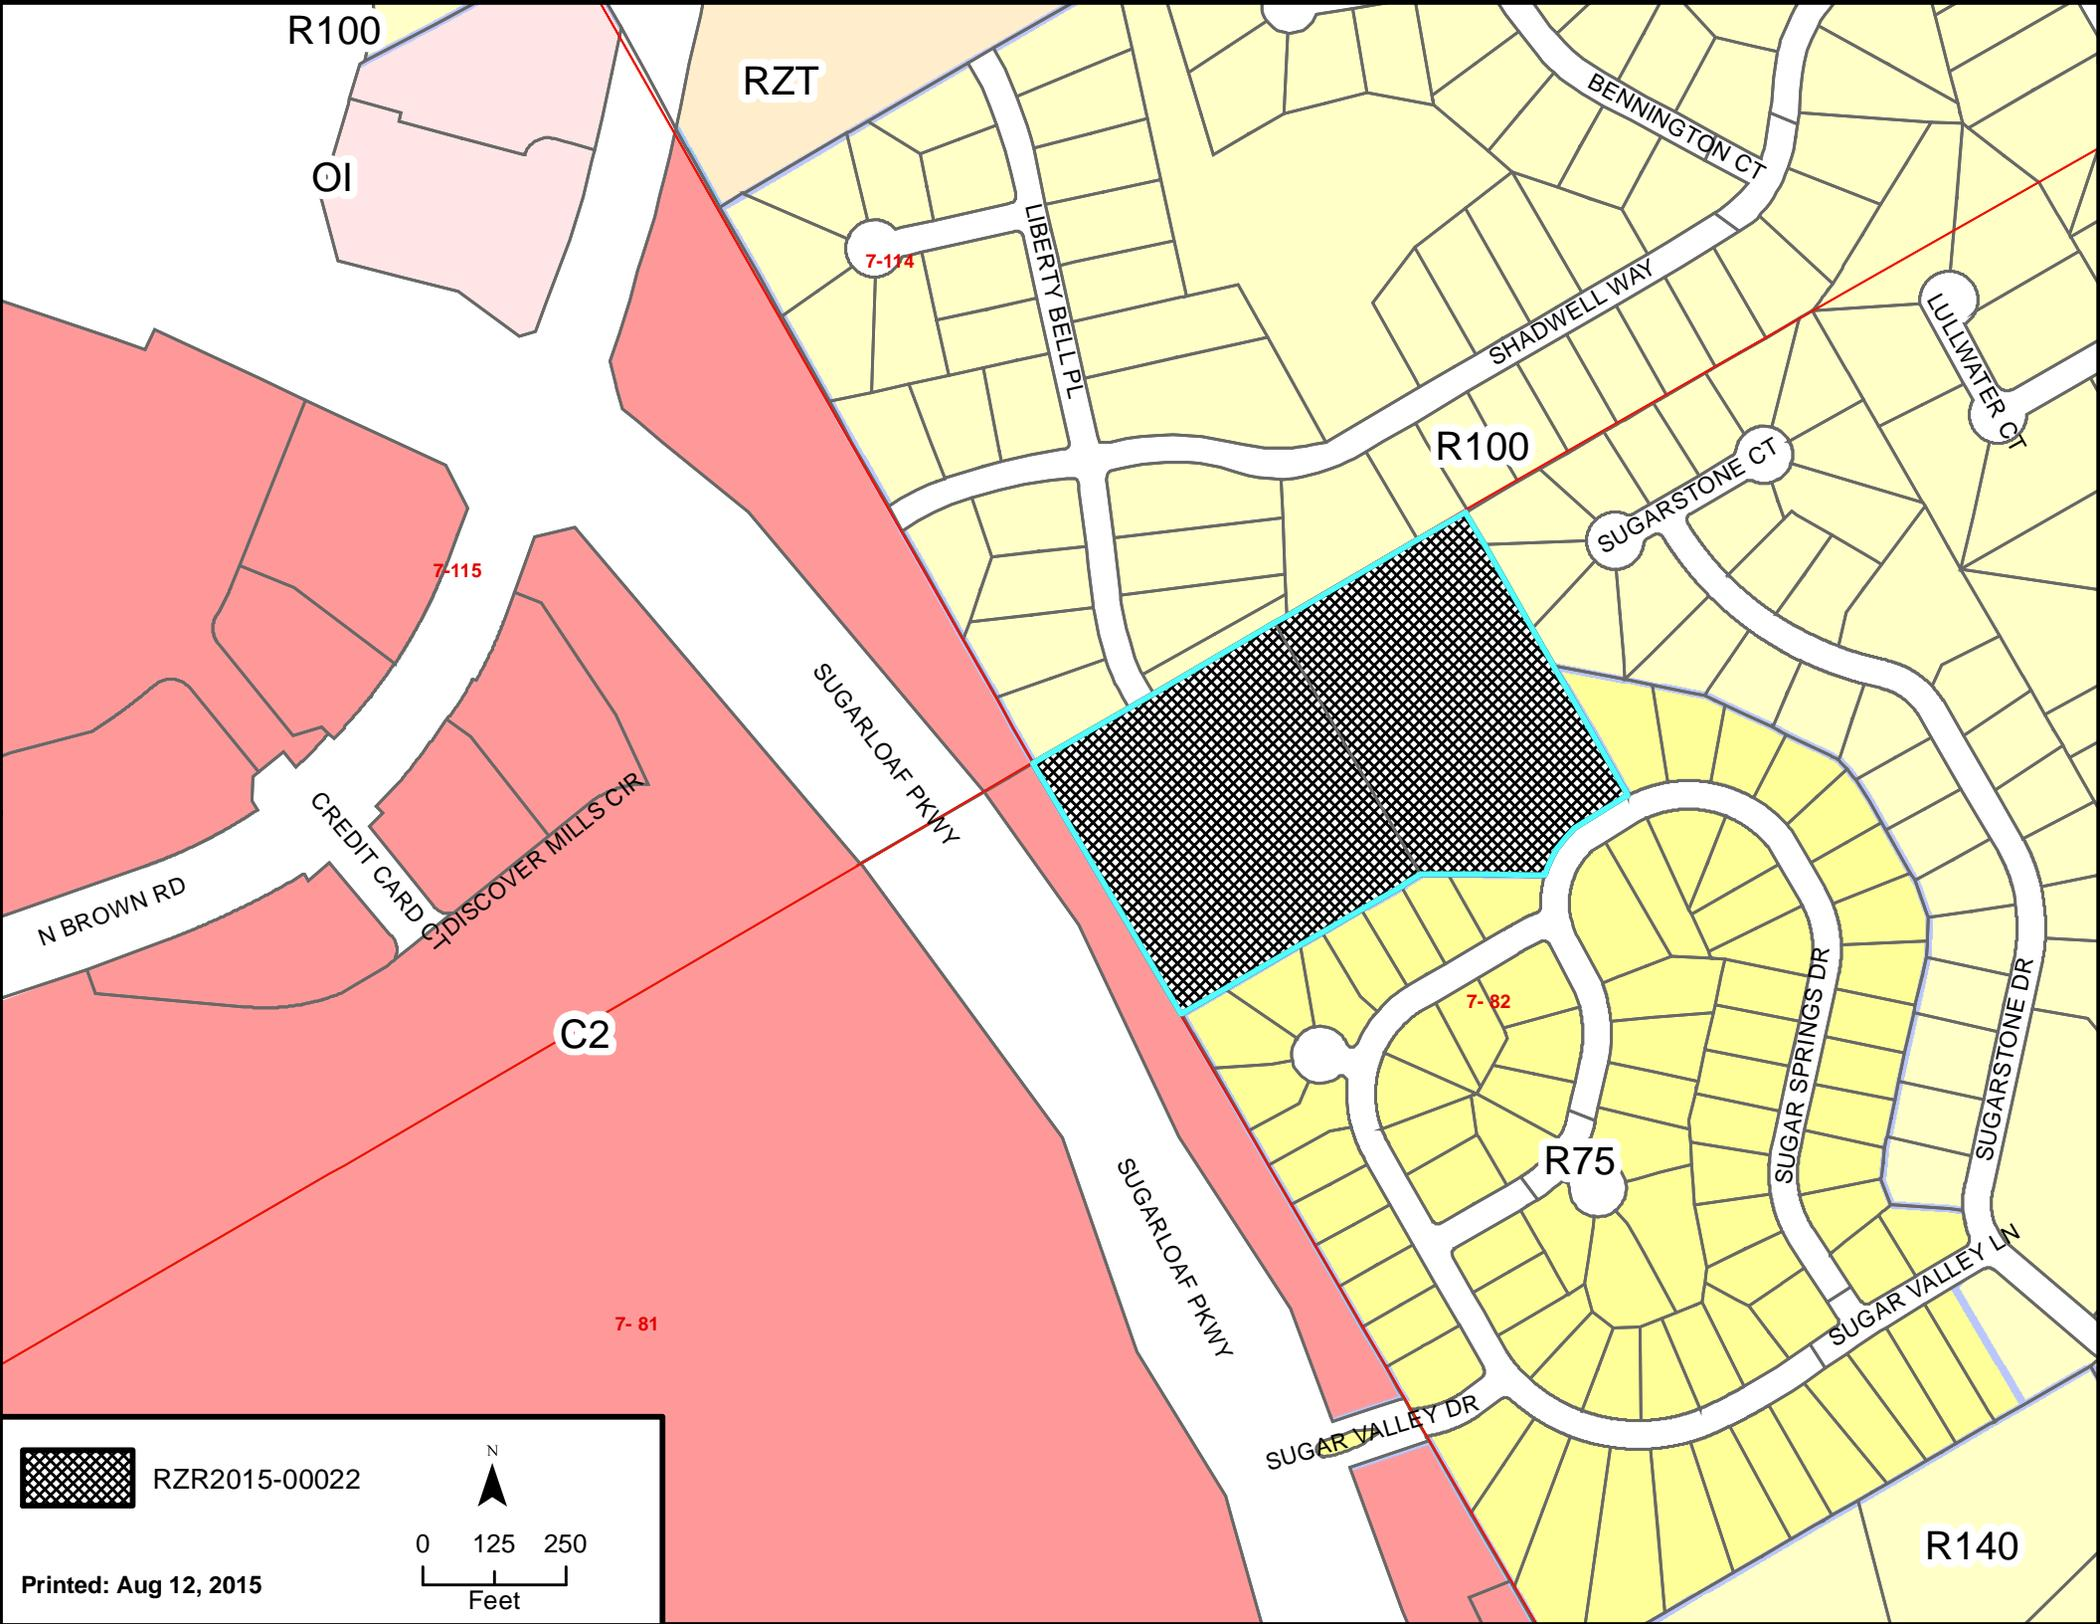 R100
RZT
OI
BENNINGTON CT
LIBERTY BELL PL
7-114
SHADWELL WAY
LULLWATER CT
R100
SUGARSTONE CT
7-115
SUGARLOAF PKWY
CREDIT CARD CT
DISCOVER MILLS CIR
N BROWN RD
C2
7- 82
SUGAR SPRINGS DR
SUGARSTONE DR
R75
SUGARLOAF PKWY
SUGAR VALLEY LN
7- 81
SUGAR VALLEY DR
R140
RZR2015-00022
N
0 125 250
Feet
Printed: Aug 12, 2015